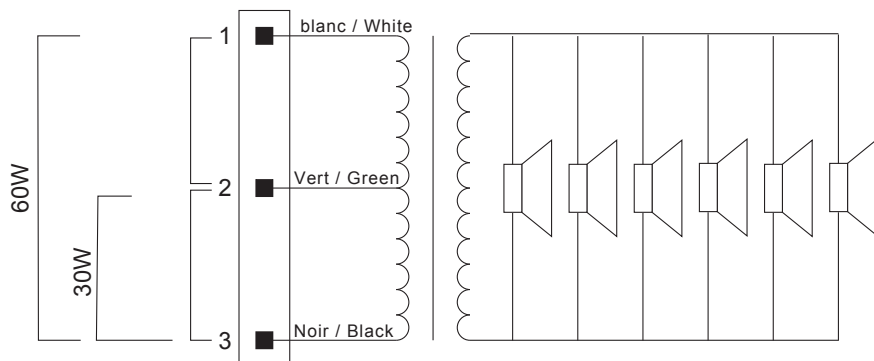 1
blanc / White
60W
2
Vert / Green
30W
3
Noir / Black